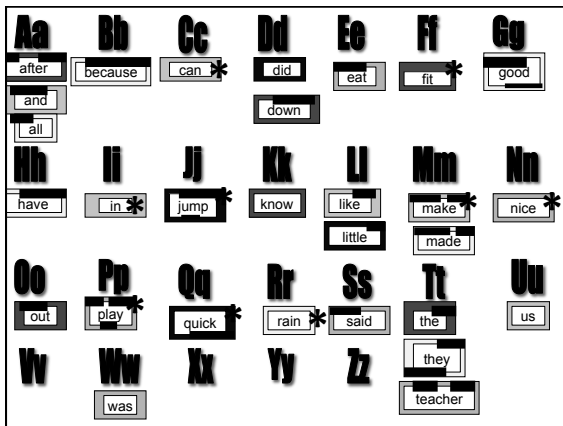 Aa Bb Cc Dd Ee Ff Gg
after because can* did eat fit* good
and down
all
Hh Ii Jj Kk Ll Mm Nn
have in* jump* know like make* nice*
little made
Oo Pp Qq Rr Ss Tt Uu
out play* quick* rain* said the us
they
Vv Ww Xx Yy Zz
was teacher